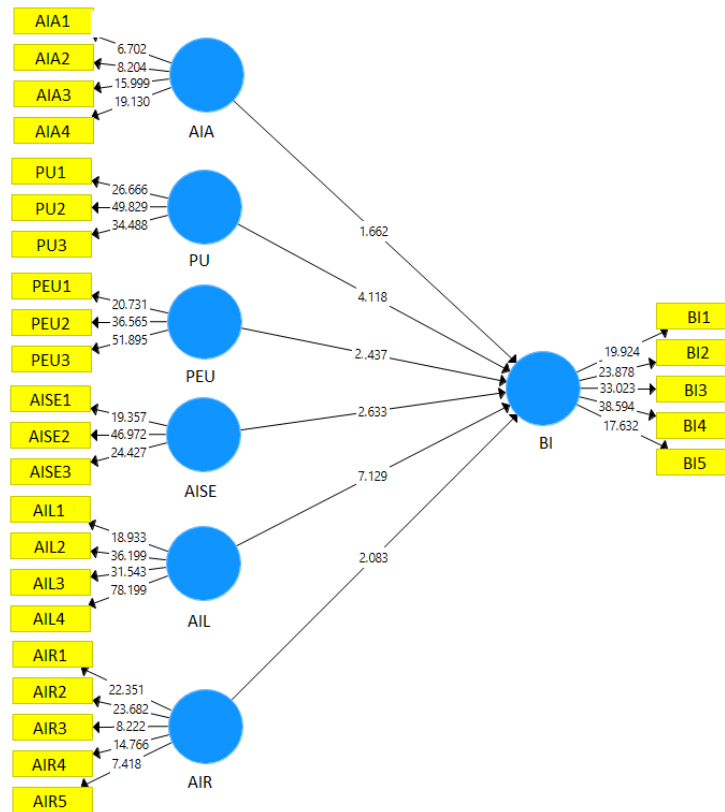 AIA1
6.702
AIA2
8.204
AIA3
15.999
AIA4
19.130
AIA
1.662
PU1
26.666
PU2
49.829
PU3
34.488
PU
4.118
PEU1
20.731
PEU2
36.565
PEU3
51.895
PEU
2.437
AISE1
19.357
AISE2
46.972
AISE3
24.427
AISE
2.633
AIL1
18.933
AIL2
36.199
AIL3
31.543
AIL4
78.199
AIL
7.129
AIR1
22.351
AIR2
23.682
AIR3
8.222
AIR4
14.766
AIR5
7.418
AIR
2.083
BI
BI1
19.924
BI2
23.878
BI3
33.023
BI4
38.594
BI5
17.632